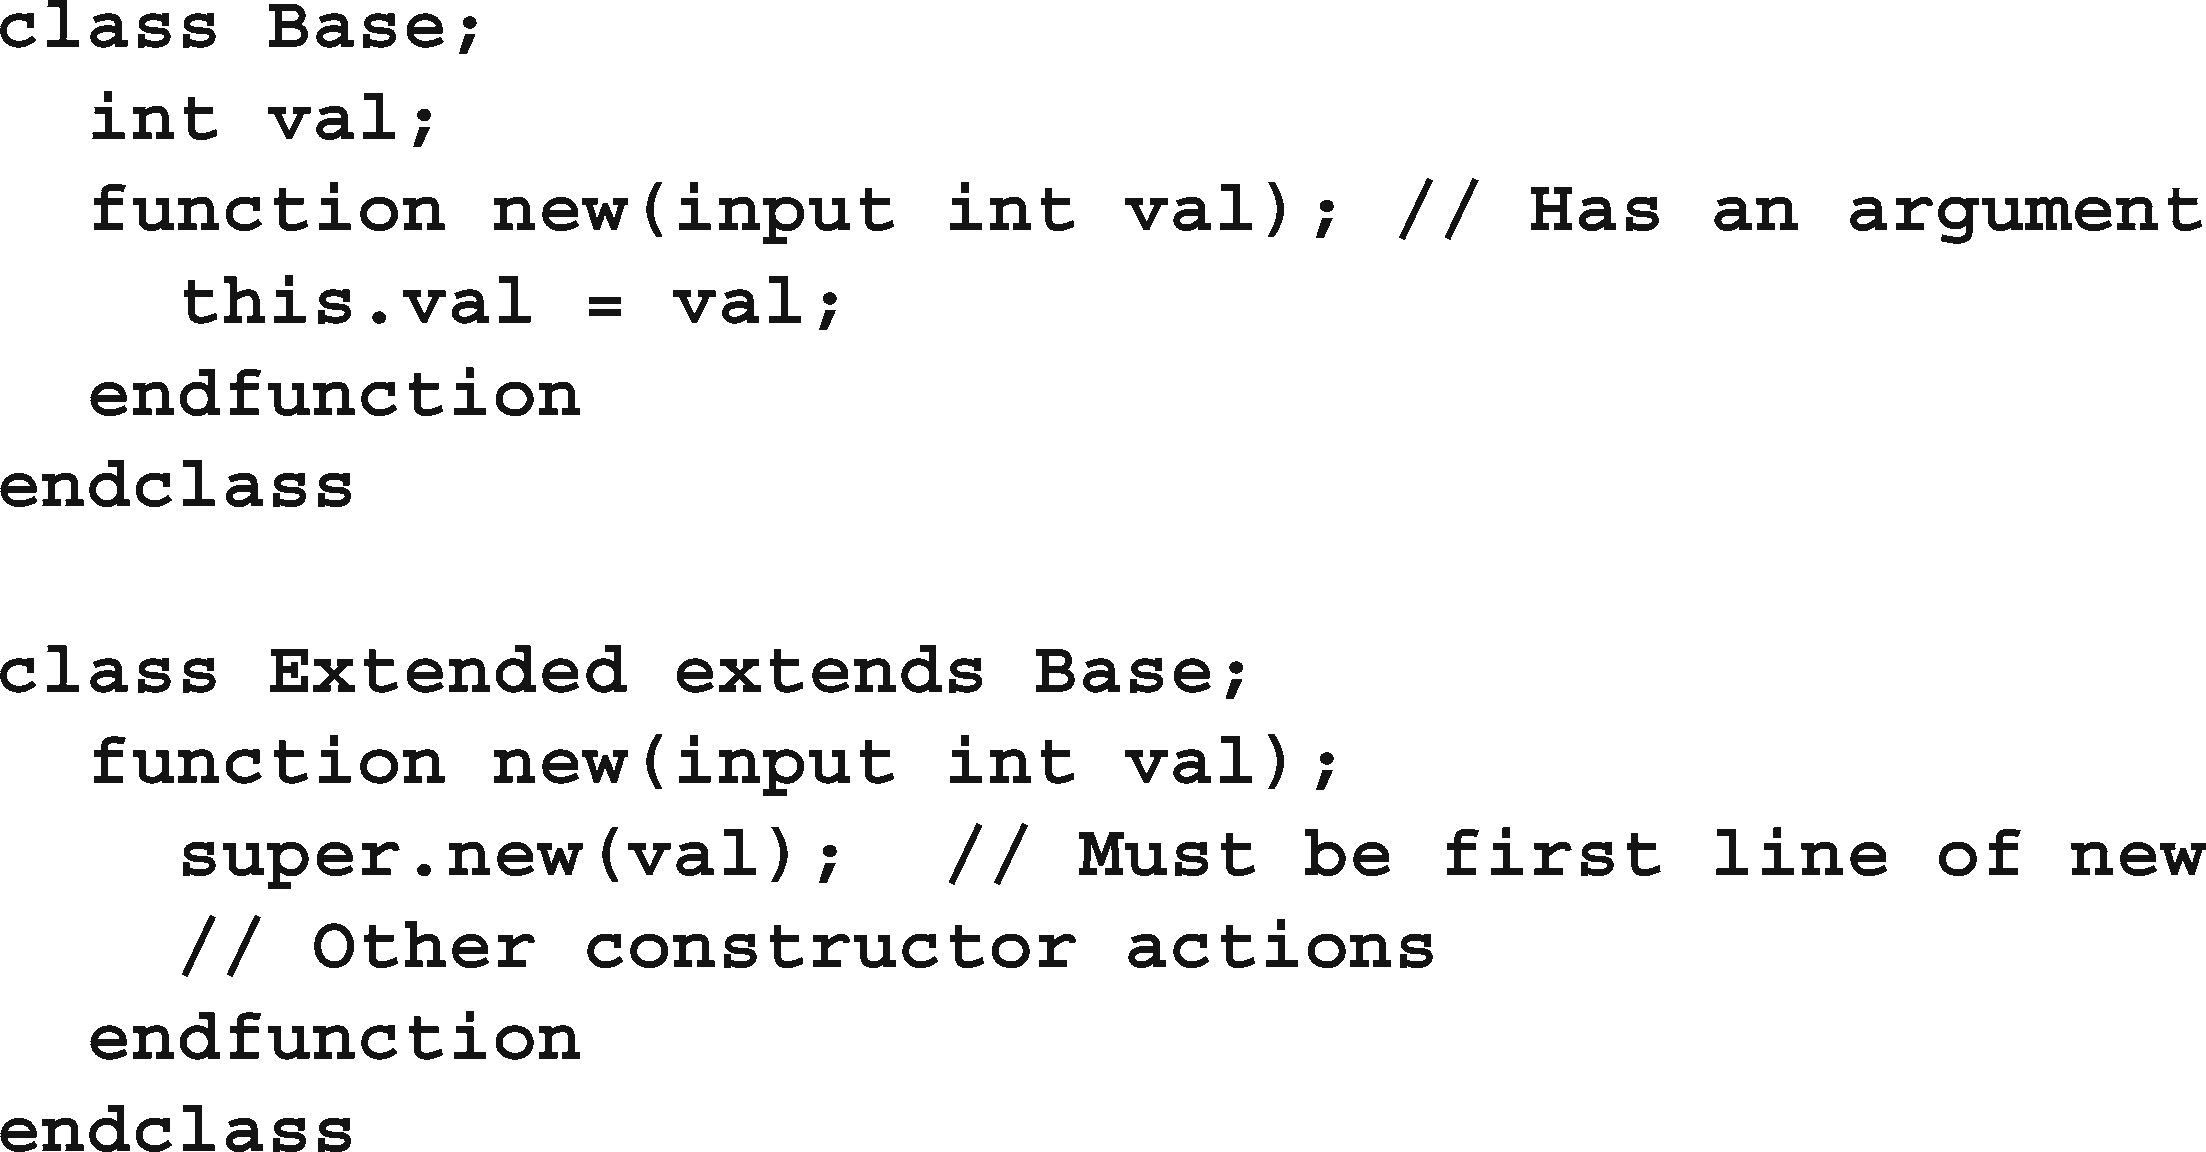 class Base;
  int val;
  function new(input int val); // Has an argument
    this.val = val;
  endfunction
endclass

class Extended extends Base;
  function new(input int val);
    super.new(val);  // Must be first line of new
    // Other constructor actions
  endfunction
endclass